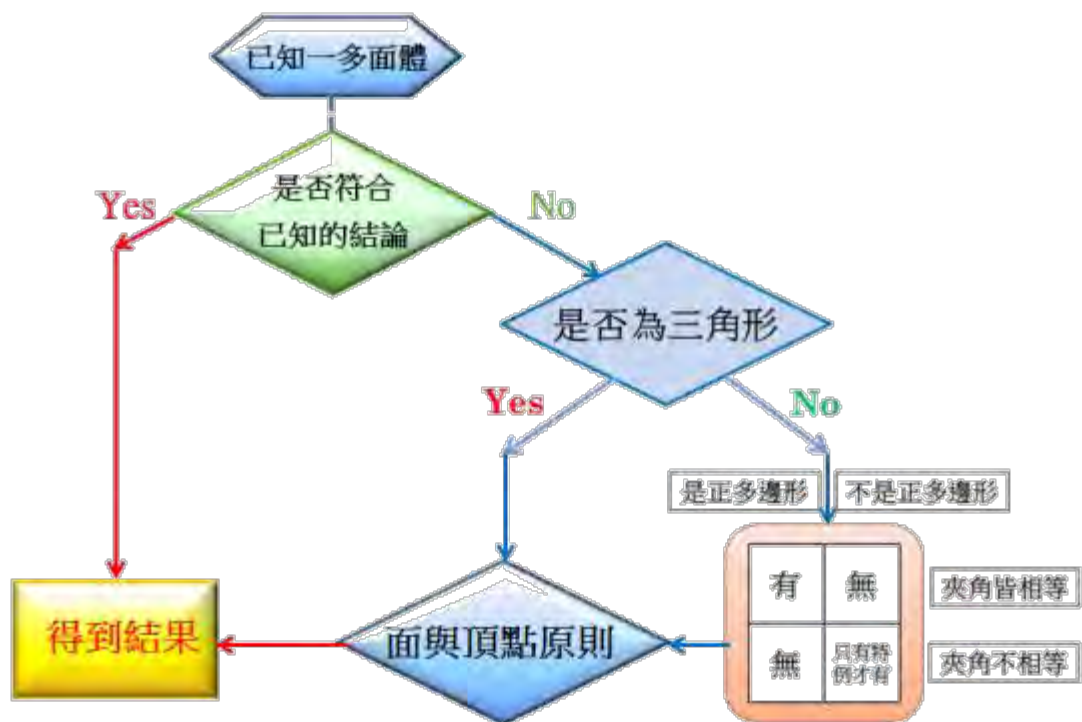 已知一多面體
是否符合
已知的結論
Yes
No
是否為三角形
Yes
No
是正多邊形
不是正多邊形
有
無
夾角皆相等
無
只有特
例才有
夾角不相等
面與頂點原則
得到結果